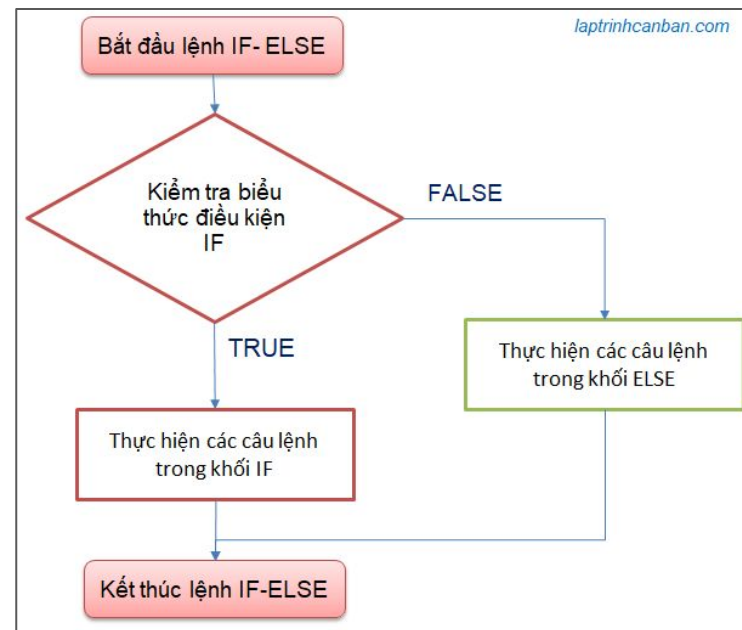 laptrinhcanban.com
Bắt đầu lệnh IF- ELSE
Kiểm tra biểu
thức điều kiện
IF
FALSE
TRUE
Thực hiện các câu lệnh
trong khối ELSE
Thực hiện các câu lệnh
trong khối IF
Kết thúc lệnh IF-ELSE